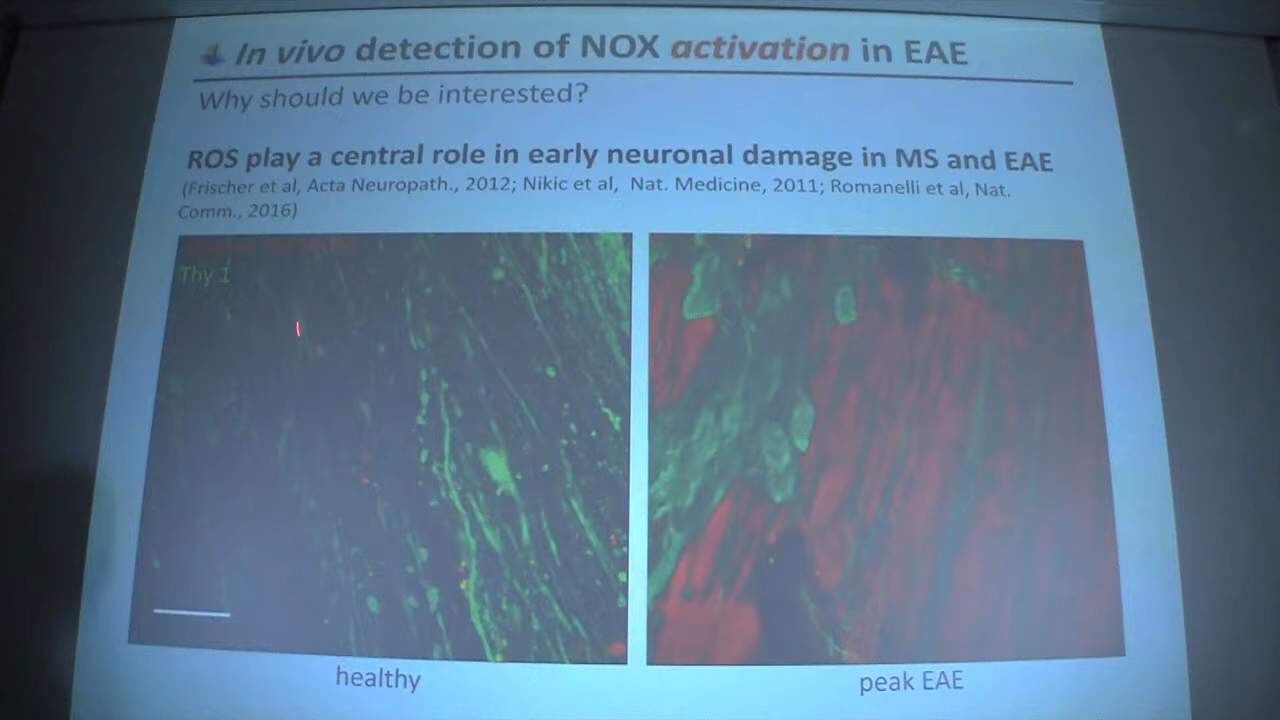 In vivo detection of NOX activation in EAE
Why should we be interested?
ROS play a central role in early neuronal damage in MS and EAE
(Frischer et al, Acta Neuropath., 2012; Nikic et al, Nat. Medicine, 2011; Romanelli et al, Nat.
Comm., 2016)
Thy 1
healthy
peak EAE